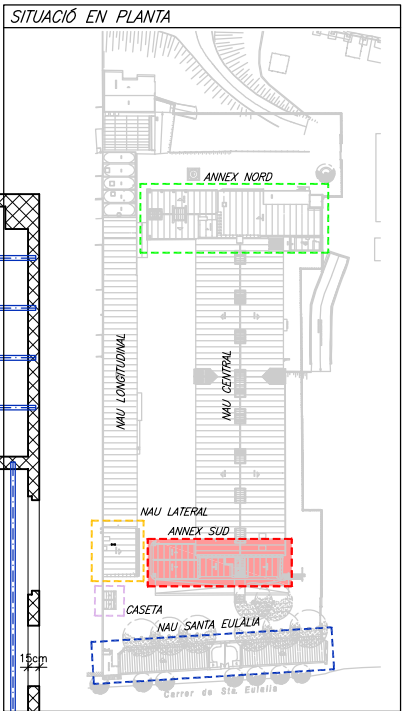 SITUACIÓ EN PLANTA
ANNEX NORD
NAU LONGITUDINAL
NAU CENTRAL
NAU LATERAL
ANNEX SUD
CASETA
NAU SANTA EULÀLIA
15cm
Carrer de Sta. Eulalia